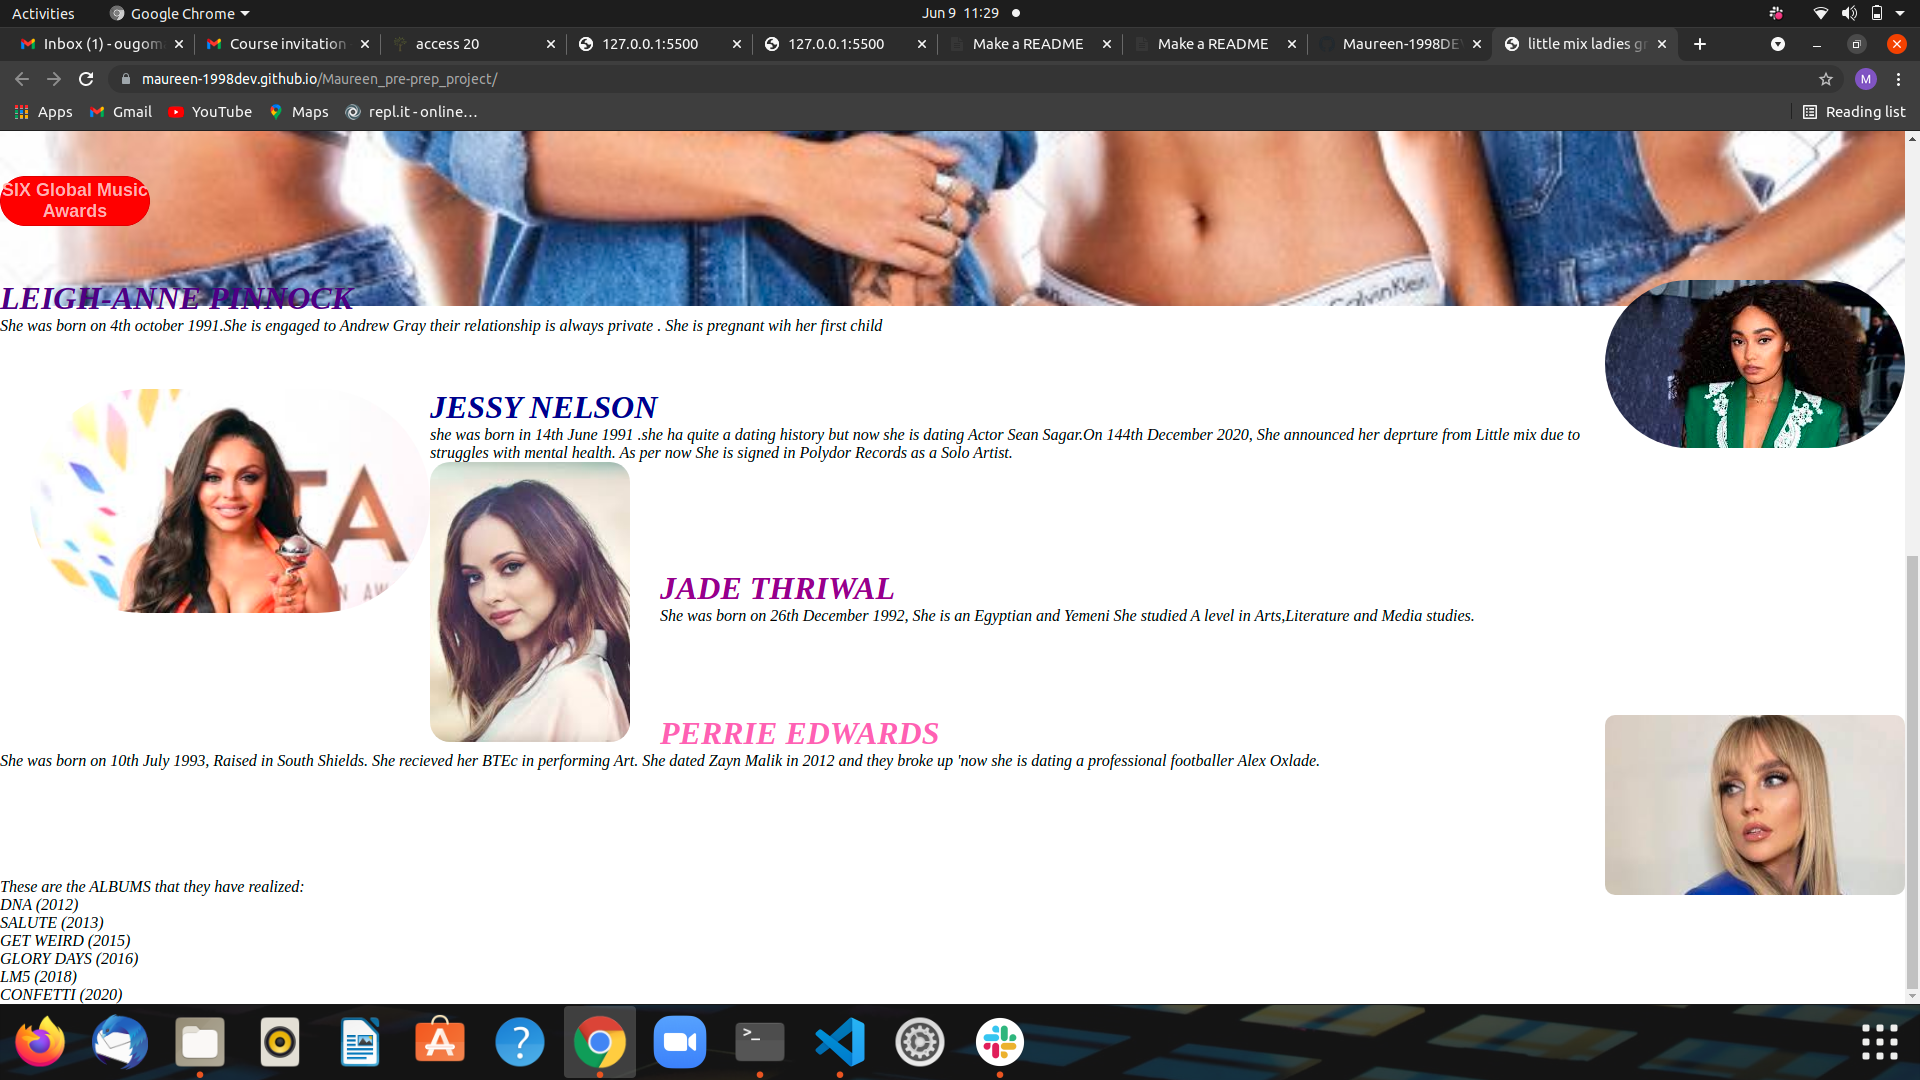 Activities
Google Chrome
Jun 9 11:29
Inbox (1) - ougom
Course invitation
access 20
127.0.0.1:5500
127.0.0.1:5500
Make a README
Make a README
Maureen-1998DEV
little mix ladies gr
maureen-1998dev.github.io/Maureen_pre-prep_project/
M
Apps
Gmail
YouTube
Maps
repl.it - online...
Reading list
SIX Global Music
Awards
Calvin Klein
LEIGH-ANNE PINNOCK
She was born on 4th october 1991.She is engaged to Andrew Gray their relationship is always private . She is pregnant wih her first child
JESSY NELSON
she was born in 14th June 1991 .she ha quite a dating history but now she is dating Actor Sean Sagar.On 144th December 2020, She announced her deprture from Little mix due to
struggles with mental health. As per now She is signed in Polydor Records as a Solo Artist.
JADE THRIWAL
She was born on 26th December 1992, She is an Egyptian and Yemeni She studied A level in Arts,Literature and Media studies.
PERRIE EDWARDS
She was born on 10th July 1993, Raised in South Shields. She recieved her BTEc in performing Art. She dated Zayn Malik in 2012 and they broke up 'now she is dating a professional footballer Alex Oxlade.
These are the ALBUMS that they have realized:
DNA (2012)
SALUTE (2013)
GET WEIRD (2015)
GLORY DAYS (2016)
LM5 (2018)
CONFETTI (2020)